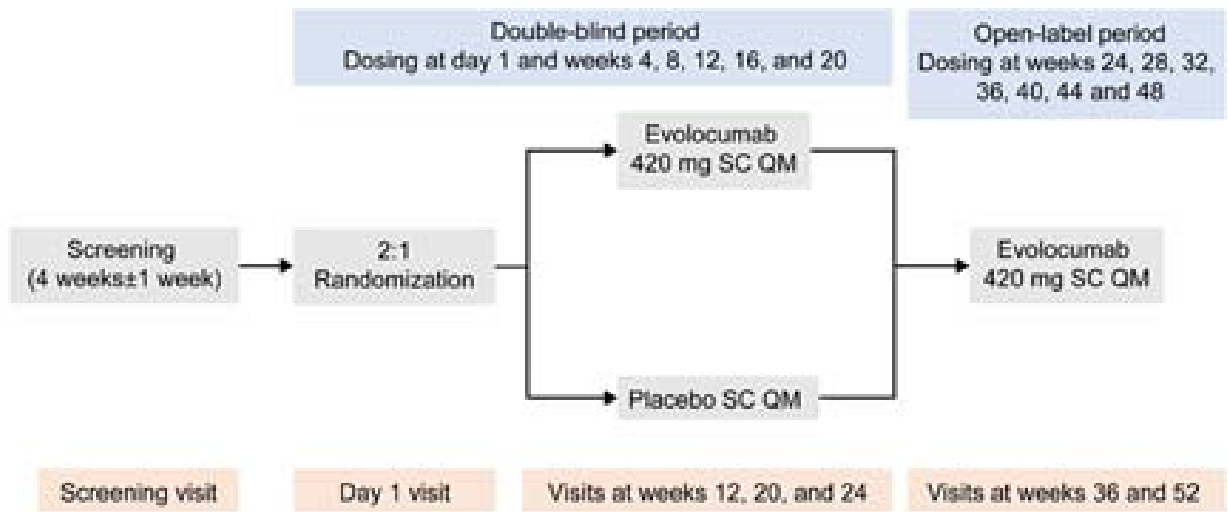 Double-blind period
Dosing at day 1 and weeks 4, 8, 12, 16, and 20
Open-label period
Dosing at weeks 24, 28, 32,
36, 40, 44 and 48
Evolocumab
420 mg SC QM
Screening
(4 weeks±1 week)
2:1
Randomization
Evolocumab
420 mg SC QM
Placebo SC QM
Screening visit
Day 1 visit
Visits at weeks 12, 20, and 24
Visits at weeks 36 and 52